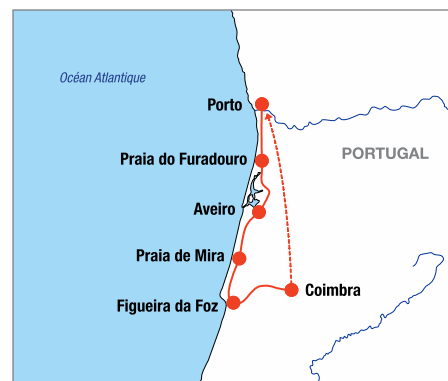 Océan Atlantique
Porto
Praia do Furadouro
PORTUGAL
Aveiro
Praia de Mira
Coimbra
Figueira da Foz